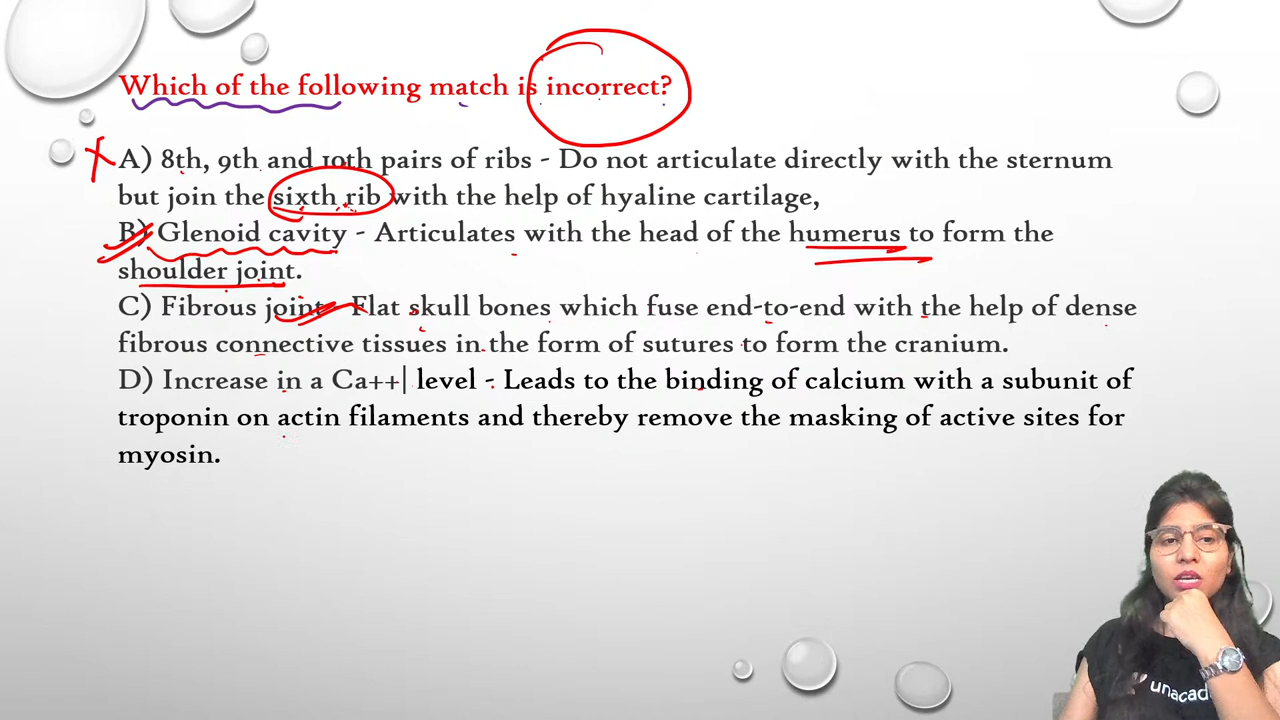 Which of the following match is incorrect?
A) 8th, 9th and 10th pairs of ribs - Do not articulate directly with the sternum
but join the sixth rib with the help of hyaline cartilage,
B) Glenoid cavity - Articulates with the head of the humerus to form the
shoulder joint.
C) Fibrous joint - Flat skull bones which fuse end-to-end with the help of dense
fibrous connective tissues in the form of sutures to form the cranium.
D) Increase in a Ca++| level - Leads to the binding of calcium with a subunit of
troponin on actin filaments and thereby remove the masking of active sites for
myosin.